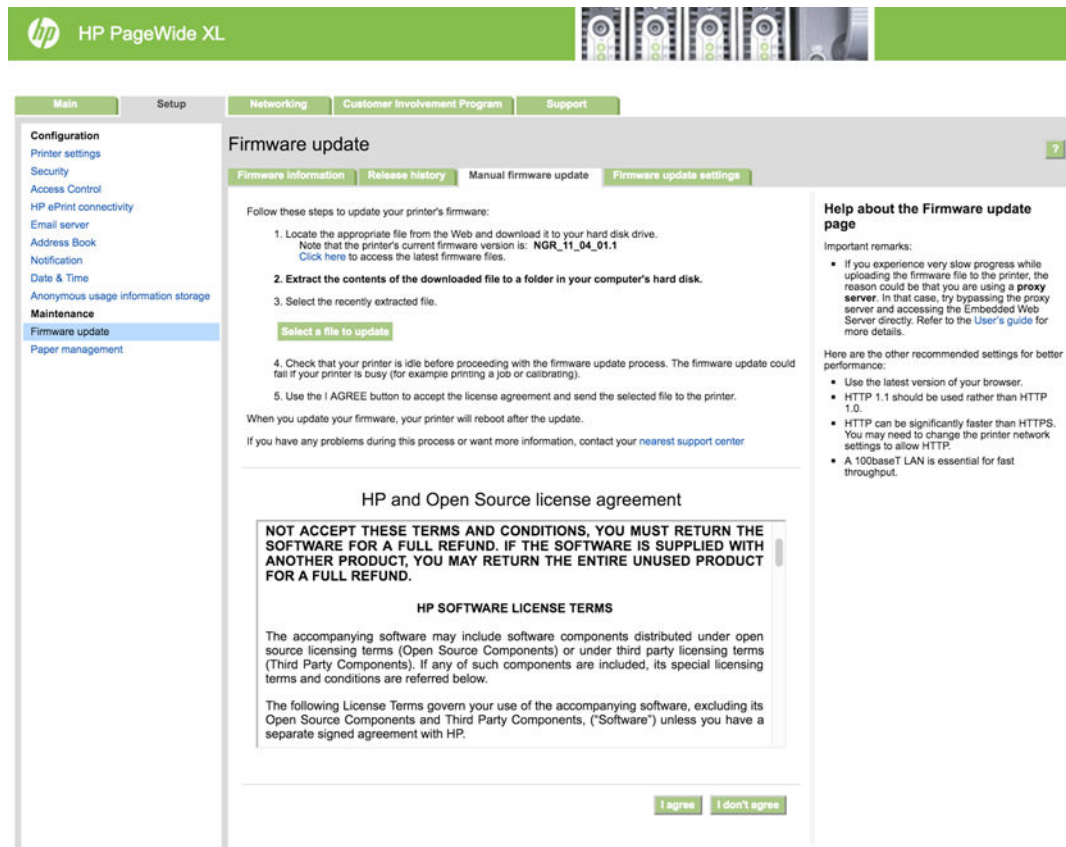 hp HP PageWide XL
Main Setup Networking Customer Involvement Program Support
Configuration
Printer settings
Security
Access Control
HP ePrint connectivity
Email server
Address Book
Notification
Date & Time
Anonymous usage information storage
Maintenance
Firmware update
Paper management
Firmware update
?
Firmware information Release history Manual firmware update Firmware update settings
Follow these steps to update your printer's firmware:
1. Locate the appropriate file from the Web and download it to your hard disk drive.
Note that the printer's current firmware version is: NGR_11_04_01.1
Click here to access the latest firmware files.
2. Extract the contents of the downloaded file to a folder in your computer's hard disk.
3. Select the recently extracted file.
Select a file to update
4. Check that your printer is idle before proceeding with the firmware update process. The firmware update could
fail if your printer is busy (for example printing a job or calibrating).
5. Use the I AGREE button to accept the license agreement and send the selected file to the printer.
When you update your firmware, your printer will reboot after the update.
If you have any problems during this process or want more information, contact your nearest support center
HP and Open Source license agreement
NOT ACCEPT THESE TERMS AND CONDITIONS, YOU MUST RETURN THE
SOFTWARE FOR A FULL REFUND. IF THE SOFTWARE IS SUPPLIED WITH
ANOTHER PRODUCT, YOU MAY RETURN THE ENTIRE UNUSED PRODUCT
FOR A FULL REFUND.
HP SOFTWARE LICENSE TERMS
The accompanying software may include software components distributed under open
source licensing terms (Open Source Components) or under third party licensing terms
(Third Party Components). If any of such components are included, its special licensing
terms and conditions are referred below.
The following License Terms govern your use of the accompanying software, excluding its
Open Source Components and Third Party Components, ("Software") unless you have a
separate signed agreement with HP.
I agree I don't agree
Help about the Firmware update
page
Important remarks:
If you experience very slow progress while
uploading the firmware file to the printer, the
reason could be that you are using a proxy
server. In that case, try bypassing the proxy
server and accessing the Embedded Web
Server directly. Refer to the User's guide for
more details.
Here are the other recommended settings for better
performance:
Use the latest version of your browser.
HTTP 1.1 should be used rather than HTTP
1.0.
HTTP can be significantly faster than HTTPS.
You may need to change the printer network
settings to allow HTTP.
A 100baseT LAN is essential for fast
throughput.